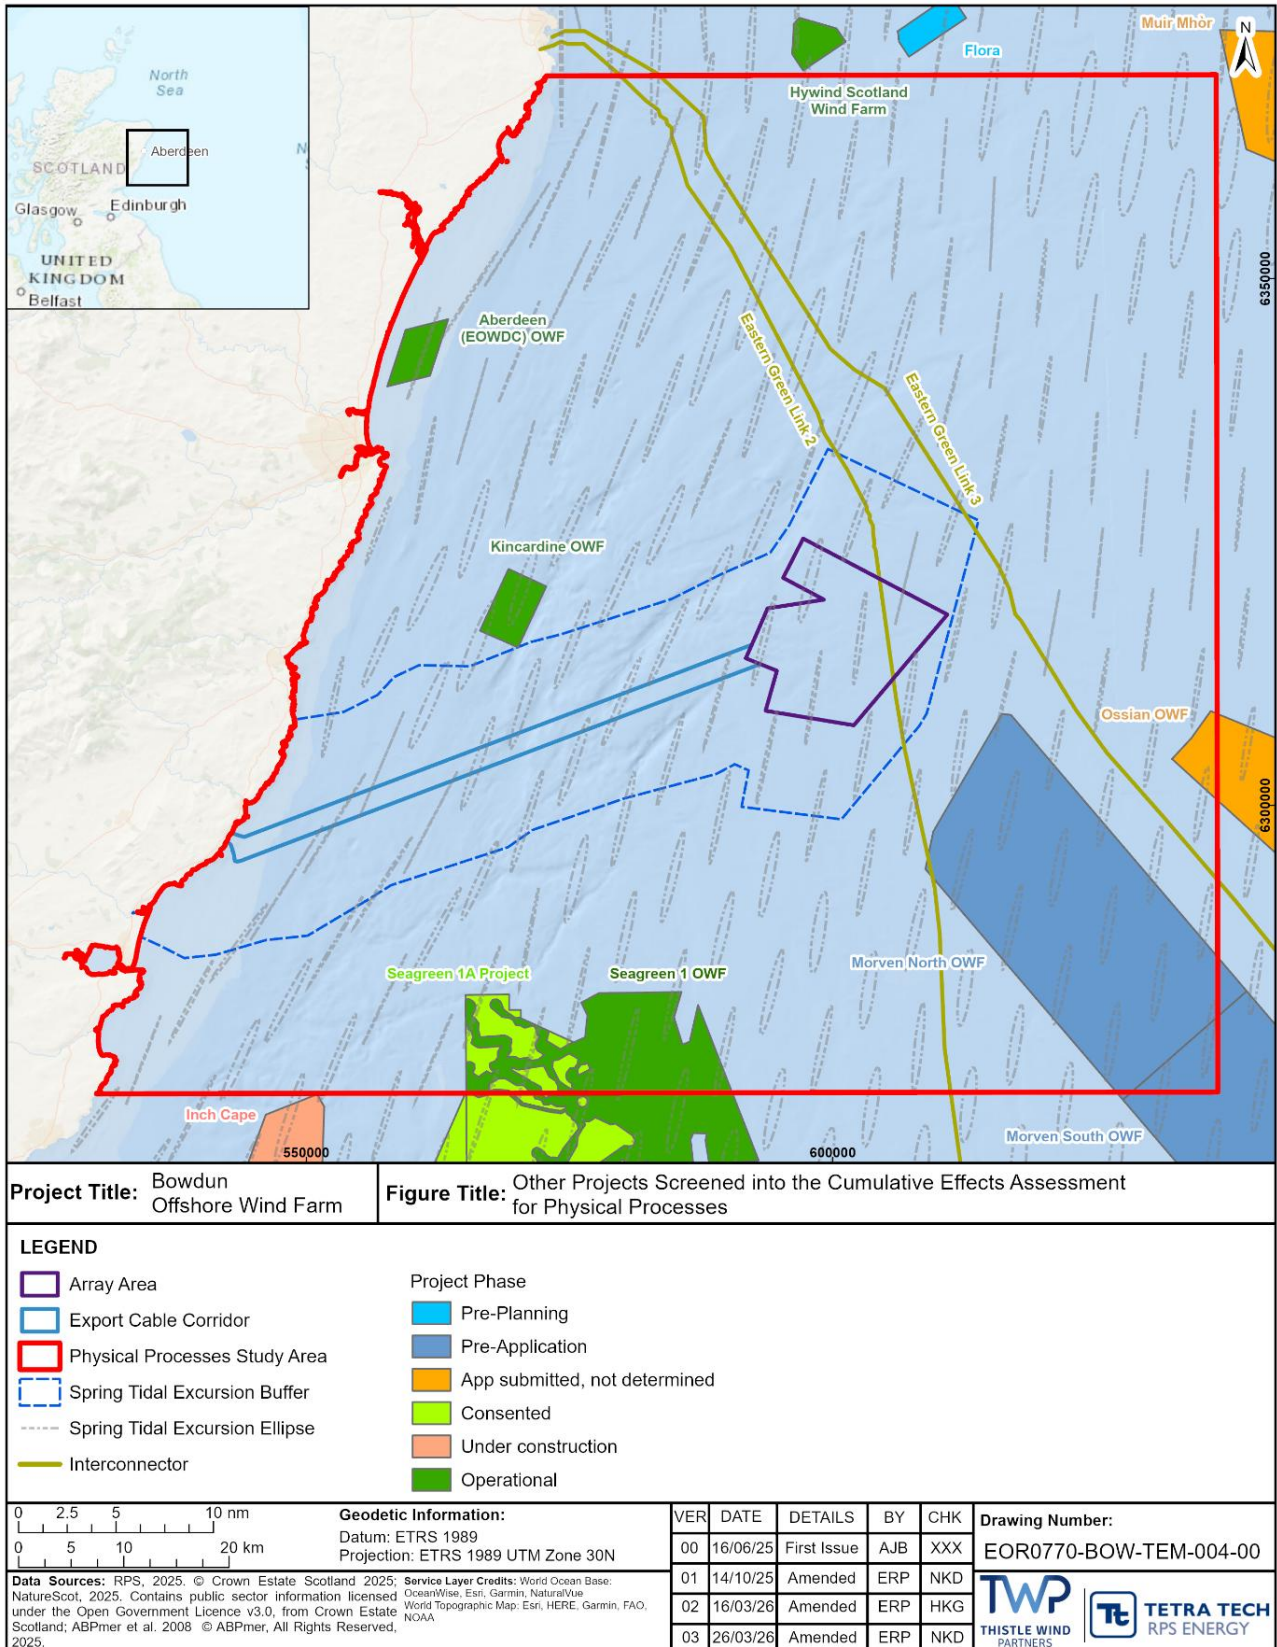 North
Sea
SCOTLAND
Aberdeen
Glasgow
Edinburgh
UNITED
KINGDOM
Belfast
N
S
Muir Mhòr
N
Flora
Hywind Scotland
Wind Farm
6350000
Aberdeen
(EOWDC) OWF
Eastern Green Link 2
Eastern Green Link 3
Kincardine OWF
Ossian OWF
6300000
Morven North OWF
Seagreen 1A Project
Seagreen 1 OWF
Inch Cape
Morven South OWF
550000
600000
Project Title: Bowdun
Offshore Wind Farm
Figure Title: Other Projects Screened into the Cumulative Effects Assessment
for Physical Processes
LEGEND
Array Area
Export Cable Corridor
Physical Processes Study Area
Spring Tidal Excursion Buffer
Spring Tidal Excursion Ellipse
Interconnector
Project Phase
Pre-Planning
Pre-Application
App submitted, not determined
Consented
Under construction
Operational
0 2.5 5 10 nm
0 5 10 20 km
Geodetic Information:
Datum: ETRS 1989
Projection: ETRS 1989 UTM Zone 30N
Data Sources: RPS, 2025. © Crown Estate Scotland 2025;
NatureScot, 2025. Contains public sector information licensed
under the Open Government Licence v3.0, from Crown Estate
Scotland; ABPmer et al. 2008 © ABPmer, All Rights Reserved,
2025.
Service Layer Credits: World Ocean Base:
OceanWise, Esri, Garmin, NaturalVue
World Topographic Map: Esri, HERE, Garmin, FAO,
NOAA
VER DATE DETAILS BY CHK
00 16/06/25 First Issue AJB XXX
01 14/10/25 Amended ERP NKD
02 16/03/26 Amended ERP HKG
03 26/03/26 Amended ERP NKD
Drawing Number:
EOR0770-BOW-TEM-004-00
TWP
THISTLE WIND
PARTNERS
Tt
TETRA TECH
RPS ENERGY